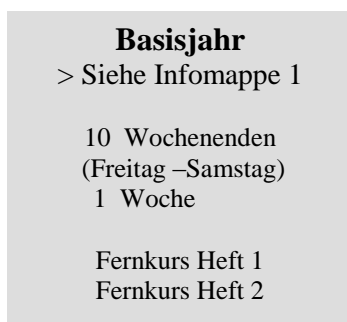 Basisjahr
> Siehe Infomappe 1
10 Wochenenden
(Freitag –Samstag)
1 Woche
Fernkurs Heft 1
Fernkurs Heft 2